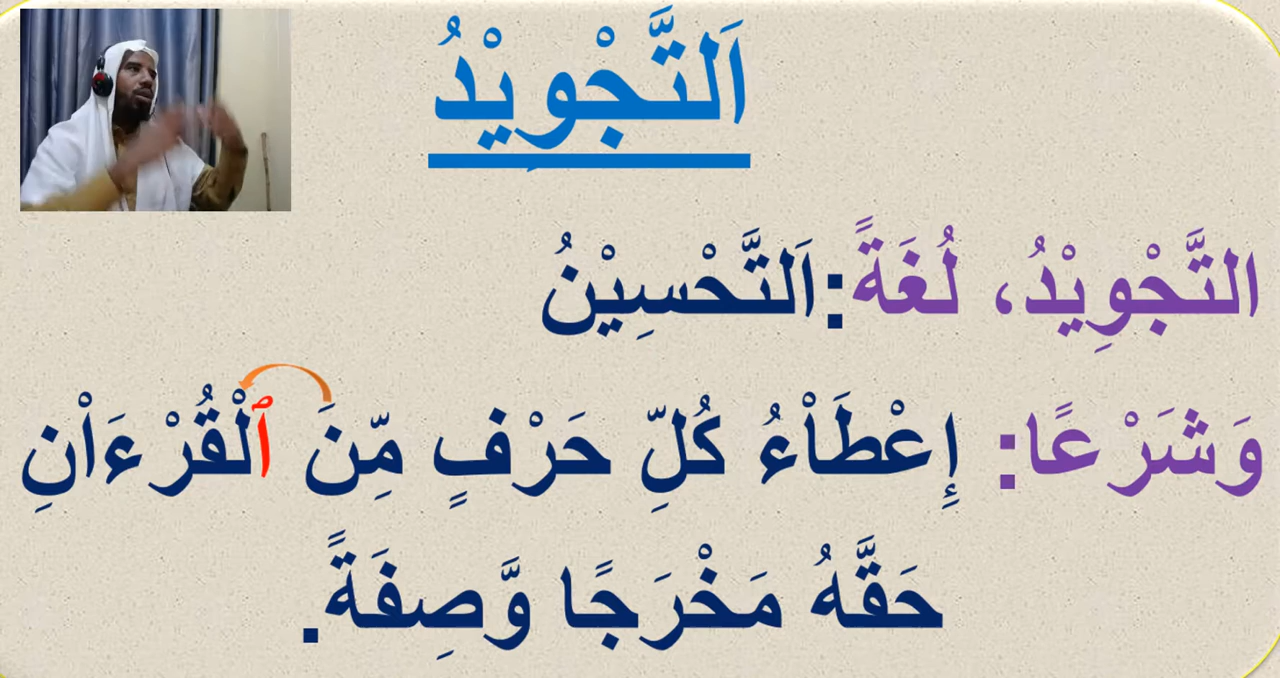 اَلتَّجْوِيْدُ
التَّجْوِيْدُ، لُغَةً:اَلتَّحْسِيْنُ
وَشَرْعًا: إِعْطَاْءُ كُلِّ حَرْفٍ مِّنَ ٱلْقُرْءَاْنِ
حَقَّهُ مَخْرَجًا وَّصِفَةً.